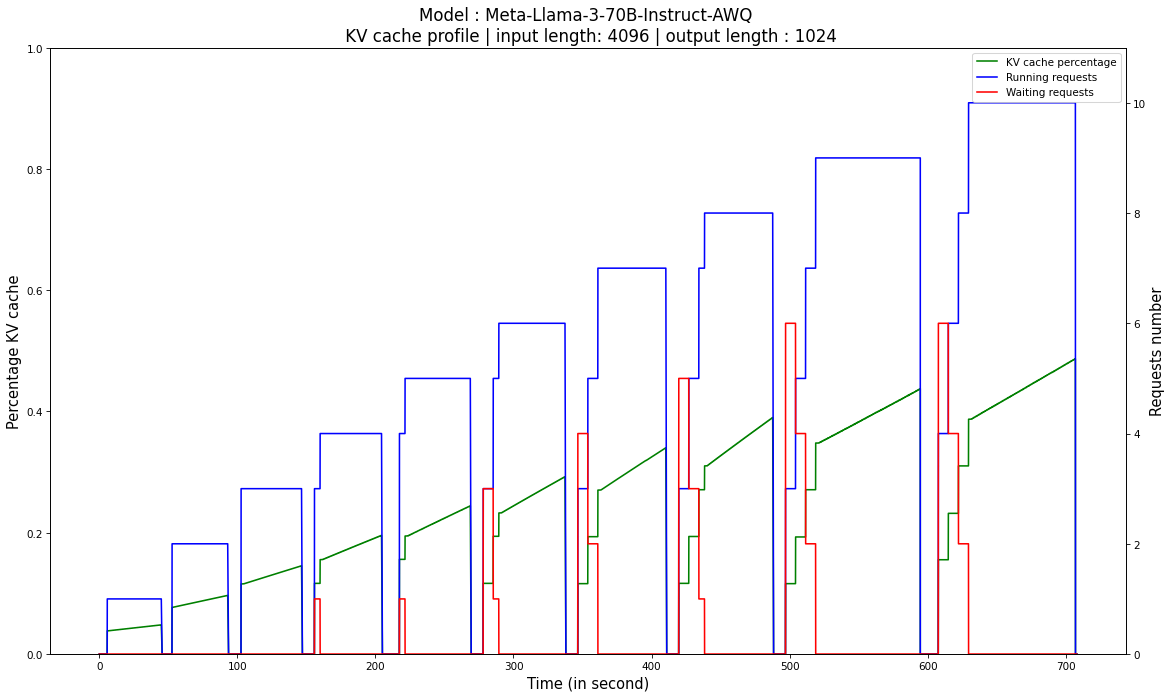 Model : Meta-Llama-3-70B-Instruct-AWQ
KV cache profile | input length: 4096 | output length : 1024
KV cache percentage
Running requests
Waiting requests
Percentage KV cache
1.0
0.8
0.6
0.4
0.2
0.0
10
8
6
4
2
0
Requests number
0 100 200 300 400 500 600 700
Time (in second)